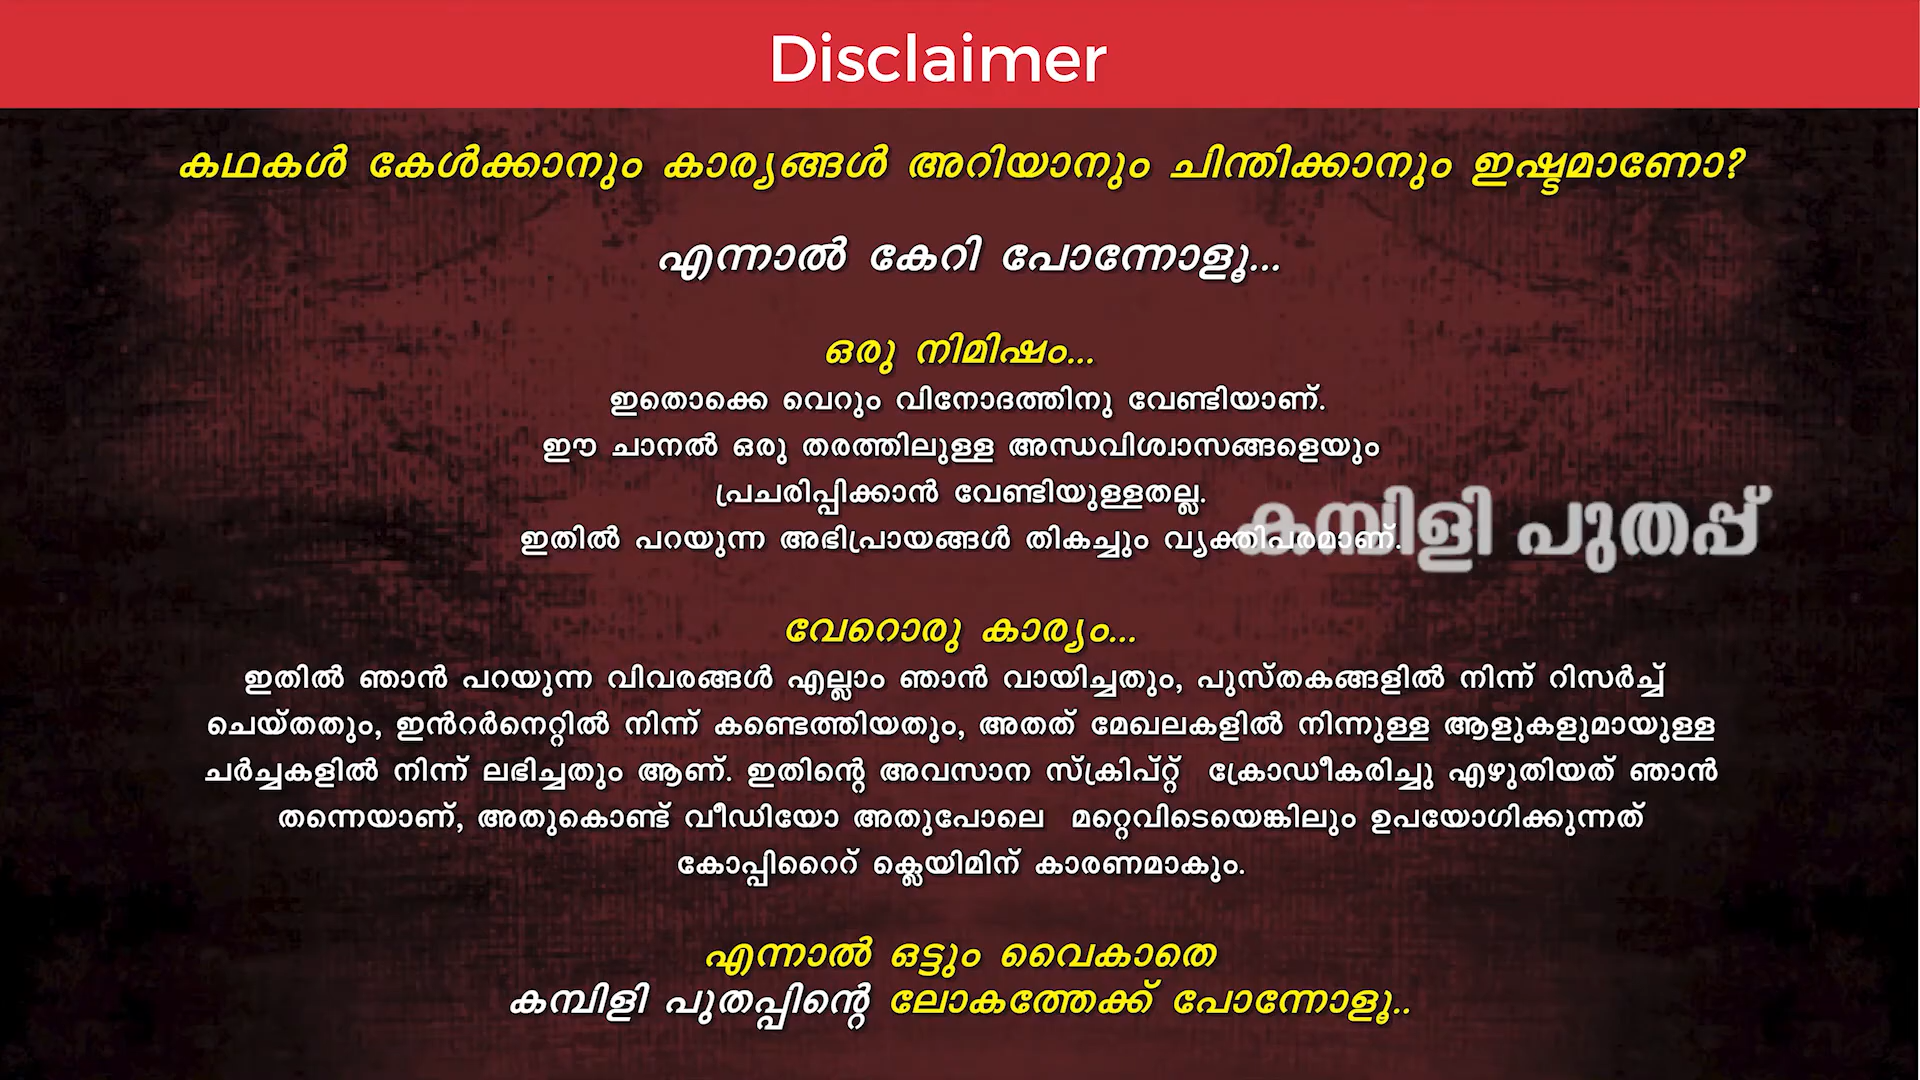 Disclaimer
കഥകൾ കേൾക്കാനും കാര്യങ്ങൾ അറിയാനും ചിന്തിക്കാനും ഇഷ്ടമാണോ?
എന്നാൽ കേറി പോന്നോളൂ...
ഒരു നിമിഷം...
ഇതൊക്കെ വെറും വിനോദത്തിനു വേണ്ടിയാണ്.
ഈ ചാനൽ ഒരു തരത്തിലുള്ള അന്ധവിശ്വാസങ്ങളെയും
പ്രചരിപ്പിക്കാൻ വേണ്ടിയുള്ളതല്ല.
ഇതിൽ പറയുന്ന അഭിപ്രായങ്ങൾ തികച്ചും വ്യക്തിപരമാണ്.
കമ്പിളി പുതപ്പ്
വേറൊരു കാര്യം...
ഇതിൽ ഞാൻ പറയുന്ന വിവരങ്ങൾ എല്ലാം ഞാൻ വായിച്ചതും, പുസ്തകങ്ങളിൽ നിന്ന് റിസർച്ച്
ചെയ്തതും, ഇൻറർനെറ്റിൽ നിന്ന് കണ്ടെത്തിയതും, അതത് മേഖലകളിൽ നിന്നുള്ള ആളുകളുമായുള്ള
ചർച്ചകളിൽ നിന്ന് ലഭിച്ചതും ആണ്. ഇതിന്റെ അവസാന സ്ക്രിപ്റ്റ് ക്രോഡീകരിച്ചു എഴുതിയത് ഞാൻ
തന്നെയാണ്, അതുകൊണ്ട് വീഡിയോ അതുപോലെ മറ്റെവിടെയെങ്കിലും ഉപയോഗിക്കുന്നത്
കോപ്പിറൈറ് ക്ലെയിമിന് കാരണമാകും.
എന്നാൽ ഒട്ടും വൈകാതെ
കമ്പിളി പുതപ്പിന്റെ ലോകത്തേക്ക് പോന്നോളൂ..